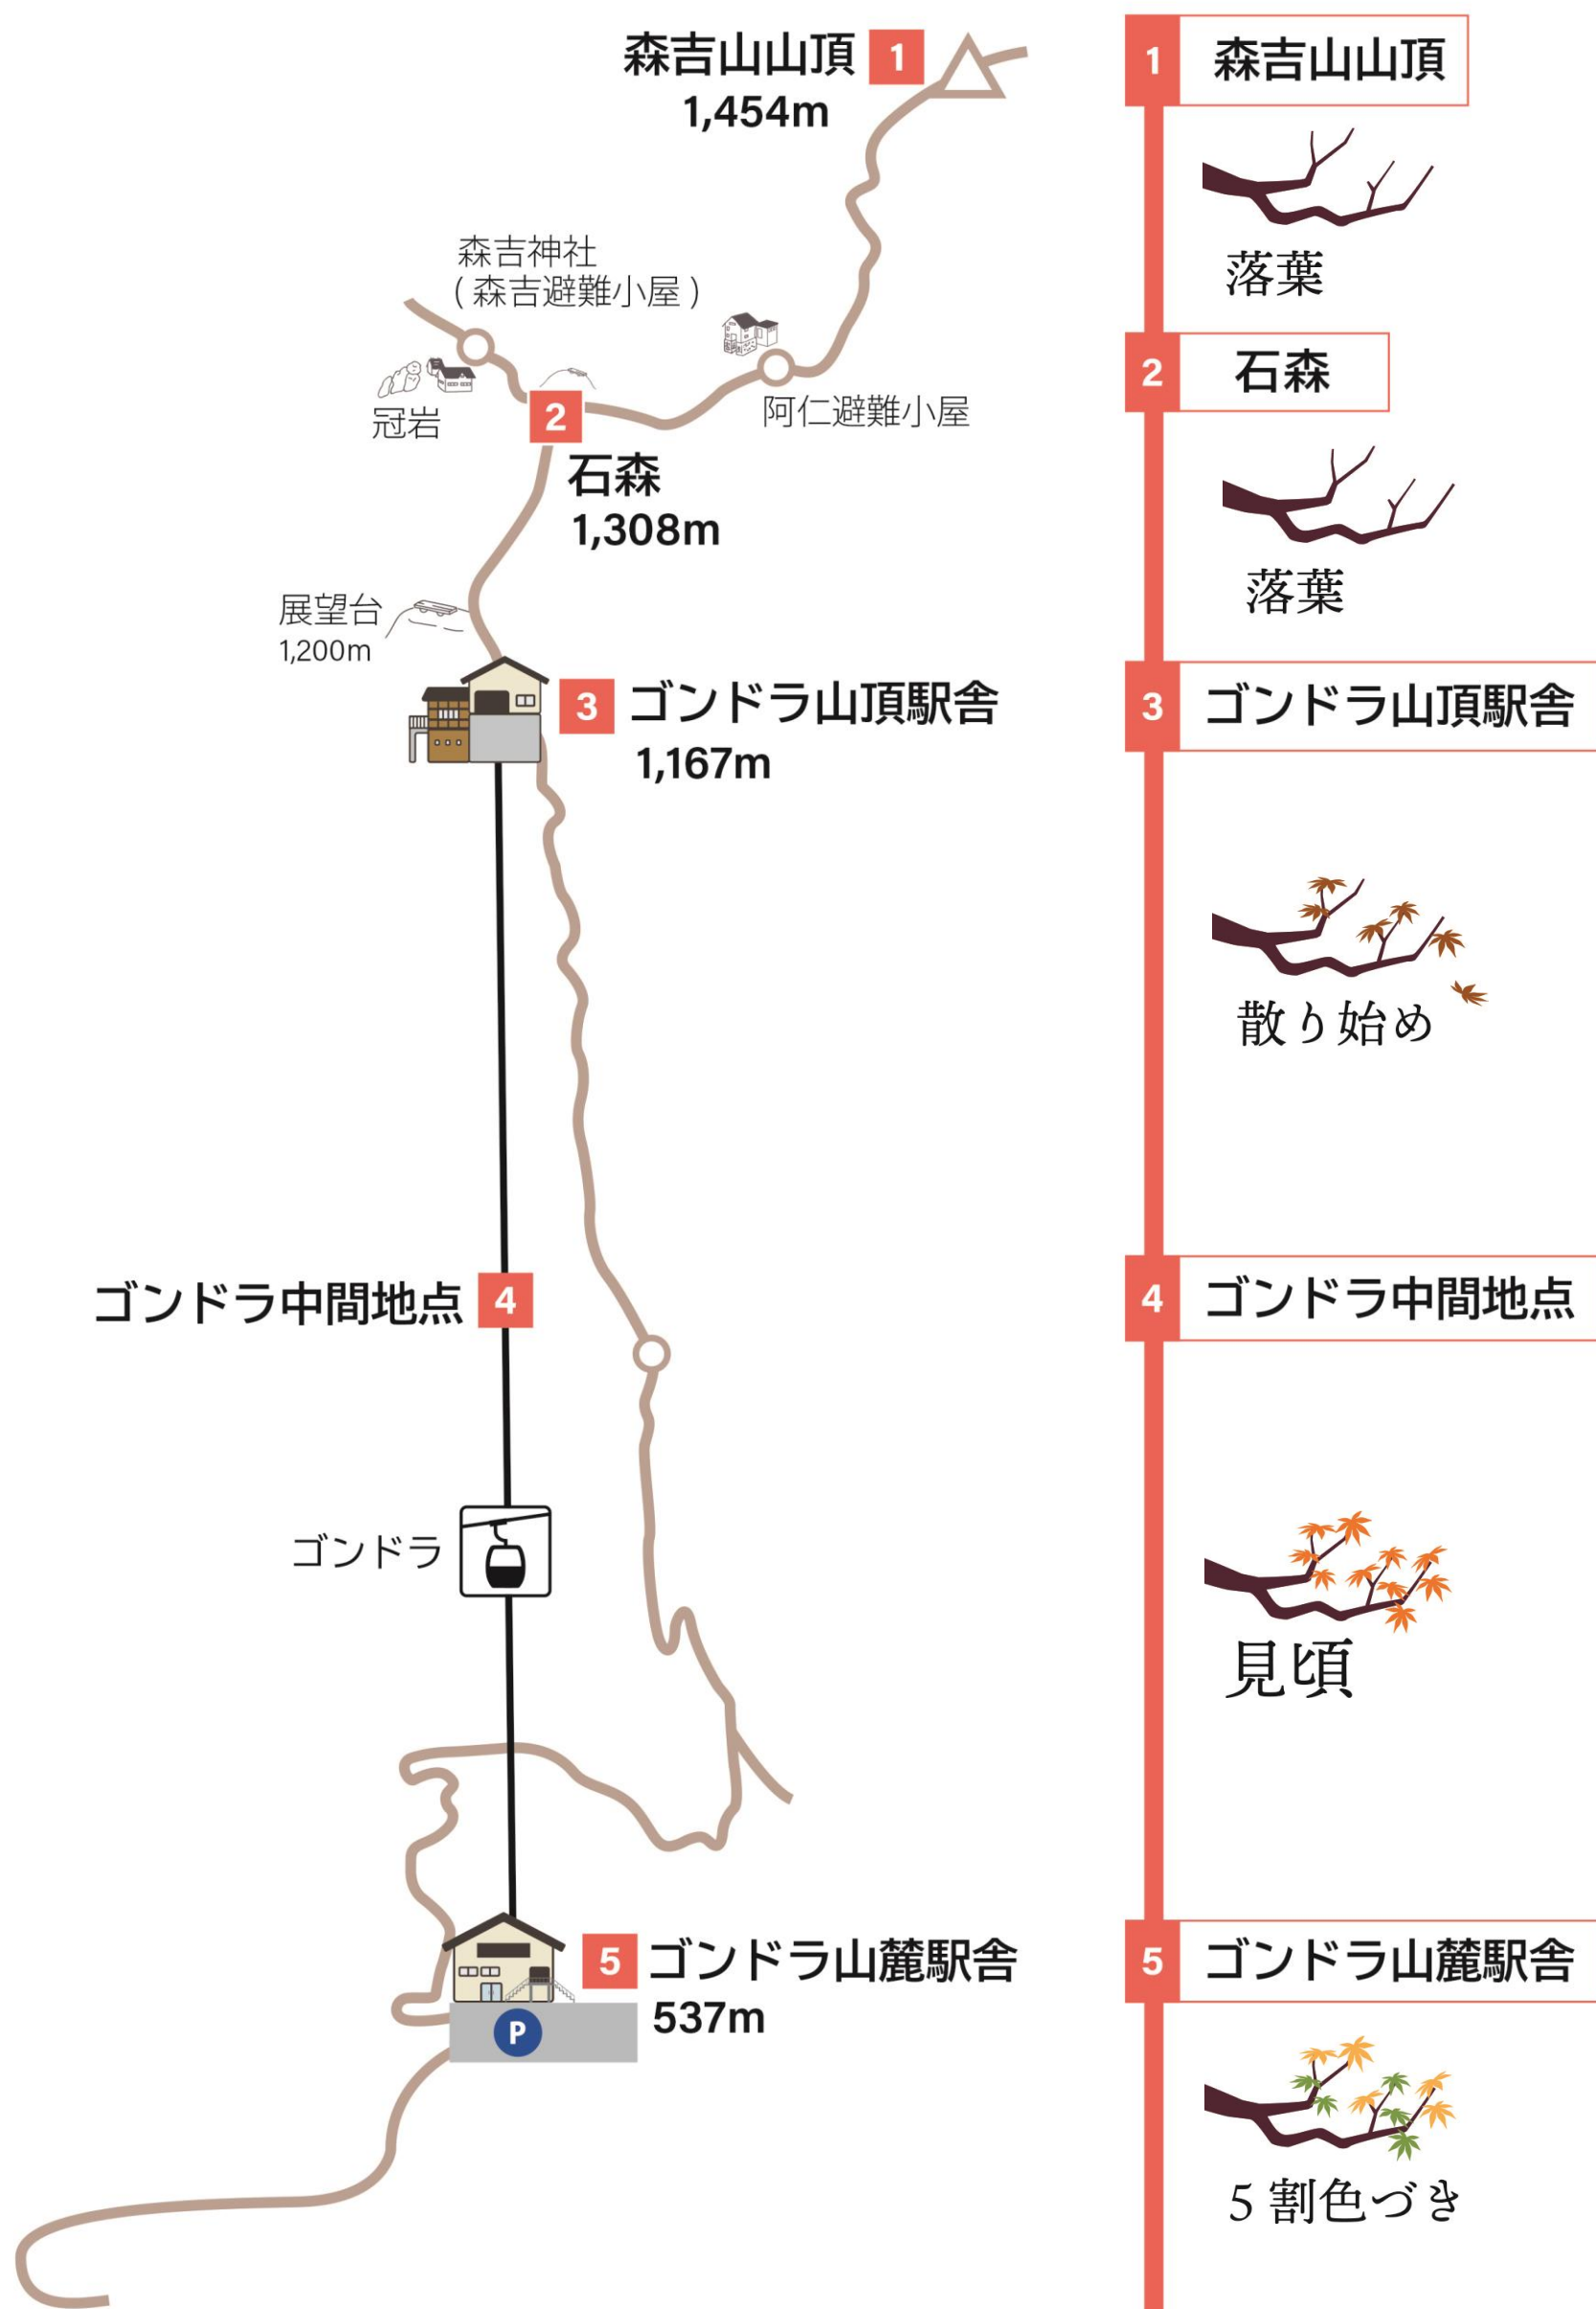 森吉山山頂 1
1,454m
森吉神社
(森吉避難小屋)
冠岩
2
阿仁避難小屋
石森
1,308m
展望台
1,200m
3 ゴンドラ山頂駅舎
1,167m
ゴンドラ中間地点 4
ゴンドラ
5 ゴンドラ山麓駅舎
537m
P
1 森吉山山頂
落葉
2 石森
落葉
3 ゴンドラ山頂駅舎
散り始め
4 ゴンドラ中間地点
見頃
5 ゴンドラ山麓駅舎
5割色づき